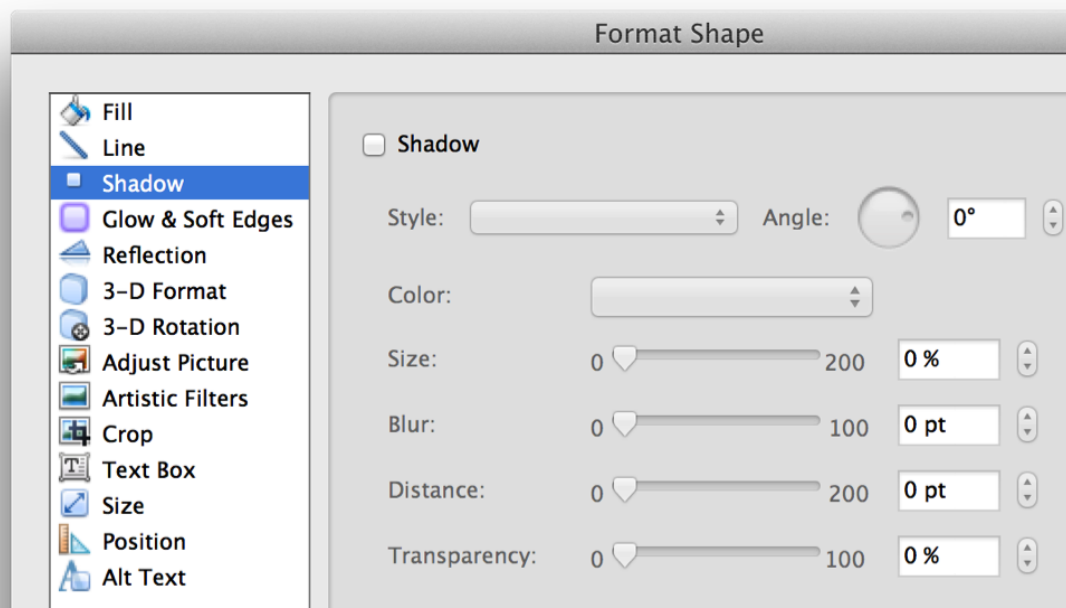 Format Shape
Fill
Line
Shadow
Glow & Soft Edges
Reflection
3-D Format
3-D Rotation
Adjust Picture
Artistic Filters
Crop
Text Box
Size
Position
Alt Text
Shadow
Style: Angle: 0°
Color:
Size: 0 200 0 %
Blur: 0 100 0 pt
Distance: 0 200 0 pt
Transparency: 0 100 0 %